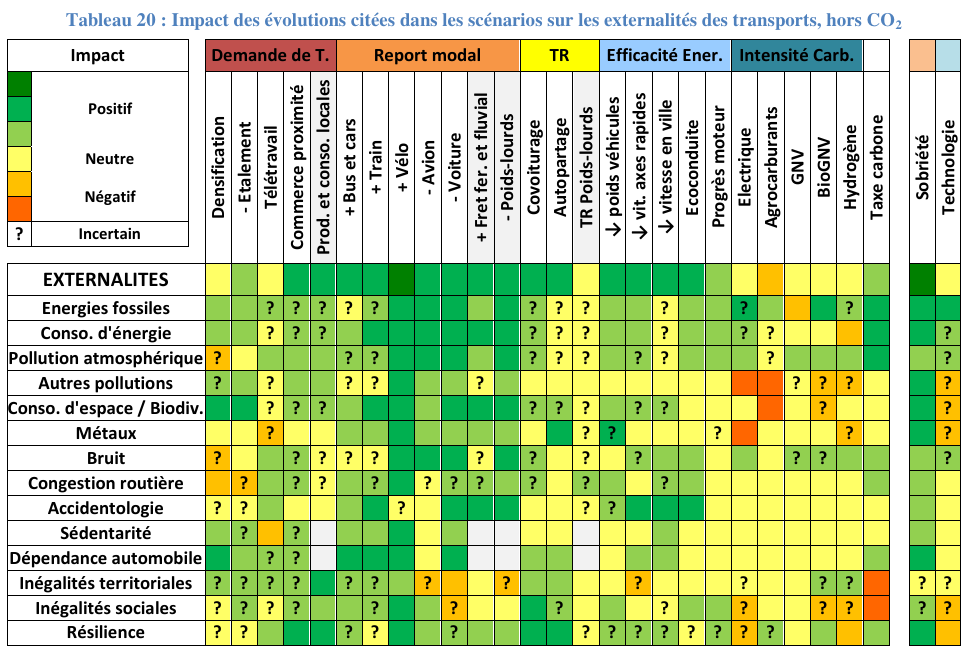 Tableau 20 : Impact des évolutions citées dans les scénarios sur les externalités des transports, hors CO₂
Impact
Demande de T.
Report modal
TR
Efficacité Ener.
Intensité Carb.
Positif
Neutre
Négatif
? Incertain
Densification
- Etalement
Télétravail
Commerce proximité
Prod. et conso. locales
+ Bus et cars
+ Train
+ Vélo
- Avion
- Voiture
+ Fret fer. et fluvial
- Poids-lourds
Covoiturage
Autopartage
TR Poids-lourds
↓ poids véhicules
↓ vit. axes rapides
↓ vitesse en ville
Ecoconduite
Progrès moteur
Electrique
Agrocarburants
GNV
BioGNV
Hydrogène
Taxe carbone
Sobriété
Technologie
EXTERNALITES
Energies fossiles ? ? ? ? ? ? ? ? ? ? ?
Conso. d'énergie ? ? ? ? ? ? ? ? ? ?
Pollution atmosphérique ? ? ? ? ? ? ? ? ? ?
Autres pollutions ? ? ? ? ? ? ? ? ?
Conso. d'espace / Biodiv. ? ? ? ? ? ? ? ? ? ?
Métaux ? ? ? ? ? ?
Bruit ? ? ? ? ? ? ? ? ? ? ?
Congestion routière ? ? ? ? ? ? ? ? ? ?
Accidentologie ? ? ? ? ?
Sédentarité ? ?
Dépendance automobile ? ?
Inégalités territoriales ? ? ? ? ? ? ? ? ? ? ? ? ? ?
Inégalités sociales ? ? ? ? ? ? ? ? ? ? ? ?
Résilience ? ? ? ? ? ? ? ? ? ? ? ? ?